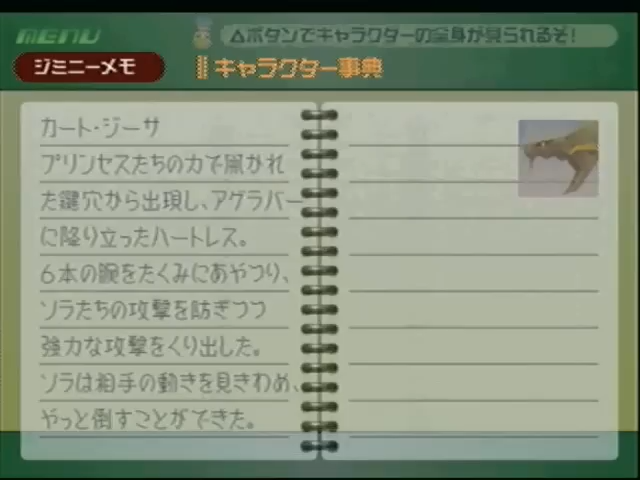 MENU
△ボタンでキャラクターの全身が見られるぞ!
ジミニーメモ
キャラクター事典
カート・ジーサ
プリンセスたちの力で開かれ
た鍵穴から出現し、アグラバー
に降り立ったハートレス。
6本の腕をたくみにあやつり、
ソラたちの攻撃を防ぎつつ
強力な攻撃をくり出した。
ソラは相手の動きを見きわめ、
やっと倒すことができた。